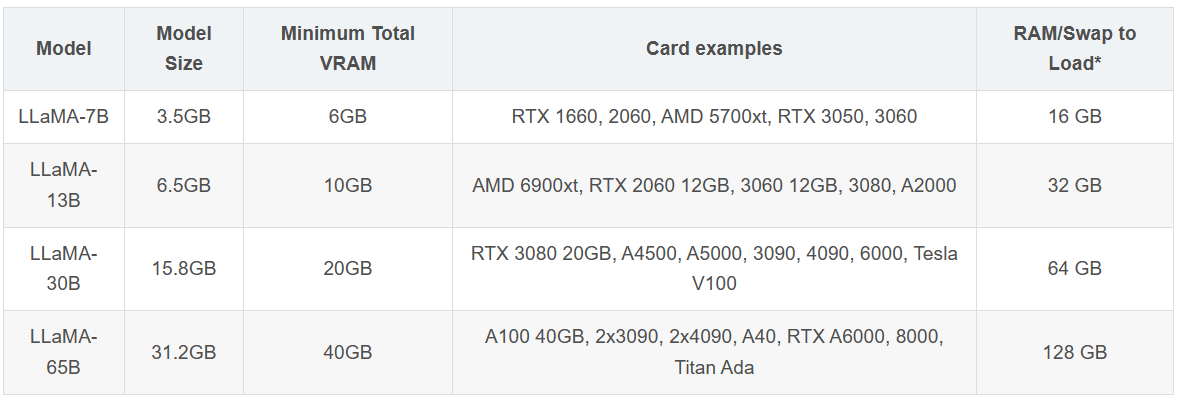 Model
Model
Size
Minimum Total
VRAM
Card examples
RAM/Swap to
Load*
LLaMA-7B
3.5GB
6GB
RTX 1660, 2060, AMD 5700xt, RTX 3050, 3060
16 GB
LLaMA-
13B
6.5GB
10GB
AMD 6900xt, RTX 2060 12GB, 3060 12GB, 3080, A2000
32 GB
LLaMA-
30B
15.8GB
20GB
RTX 3080 20GB, A4500, A5000, 3090, 4090, 6000, Tesla
V100
64 GB
LLaMA-
65B
31.2GB
40GB
A100 40GB, 2x3090, 2x4090, A40, RTX A6000, 8000,
Titan Ada
128 GB